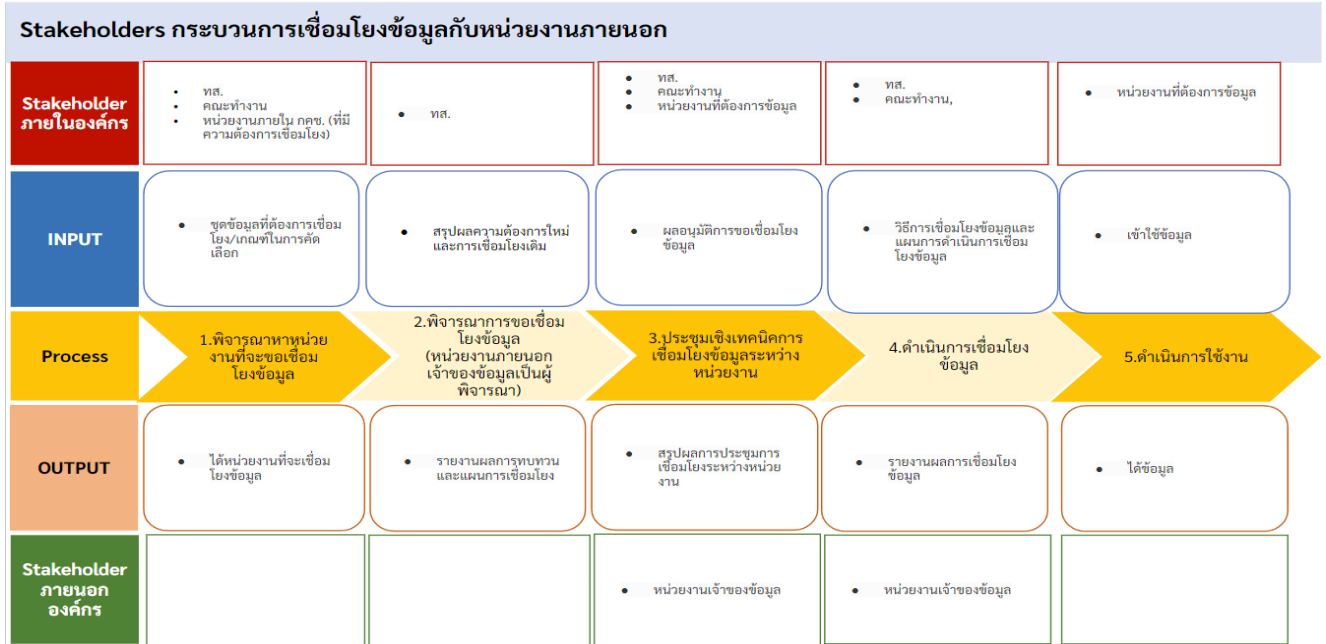 Stakeholders กระบวนการเชื่อมโยงข้อมูลกับหน่วยงานภายนอก
Stakeholder
ภายในองค์กร
• ทส.
• คณะทำงาน
• หน่วยงานภายใน กคช. (ที่มี
ความต้องการเชื่อมโยง)
• ทส.
• ทส.
• คณะทำงาน
• หน่วยงานที่ต้องการข้อมูล
• ทส.
• คณะทำงาน,
• หน่วยงานที่ต้องการข้อมูล
INPUT
• ชุดข้อมูลที่ต้องการเชื่อม
โยง/เกณฑ์ในการคัด
เลือก
• สรุปผลความต้องการใหม่
และการเชื่อมโยงเดิม
• ผลอนุมัติการขอเชื่อมโยง
ข้อมูล
• วิธีการเชื่อมโยงข้อมูลและ
แผนการดำเนินการเชื่อม
โยงข้อมูล
• เข้าใช้ข้อมูล
Process
1.พิจารณาหาหน่วย
งานที่จะขอเชื่อม
โยงข้อมูล
2.พิจารณาการขอเชื่อม
โยงข้อมูล
(หน่วยงานภายนอก
เจ้าของข้อมูลเป็นผู้
พิจารณา)
3.ประชุมเชิงเทคนิคการ
เชื่อมโยงข้อมูลระหว่าง
หน่วยงาน
4.ดำเนินการเชื่อมโยง
ข้อมูล
5.ดำเนินการใช้งาน
OUTPUT
• ได้หน่วยงานที่จะเชื่อม
โยงข้อมูล
• รายงานผลการทบทวน
และแผนการเชื่อมโยง
• สรุปผลการประชุมการ
เชื่อมโยงระหว่างหน่วย
งาน
• รายงานผลการเชื่อมโยง
ข้อมูล
• ได้ข้อมูล
Stakeholder
ภายนอก
องค์กร
• หน่วยงานเจ้าของข้อมูล
• หน่วยงานเจ้าของข้อมูล